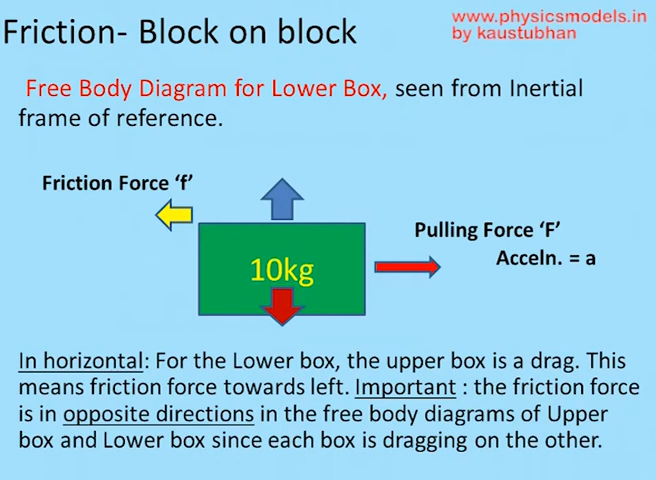 Friction- Block on block
www.physicsmodels.in
by kaustubhan
Free Body Diagram for Lower Box, seen from Inertial
frame of reference.
Friction Force ‘f’
Pulling Force ‘F’
Acceln. = a
10kg
In horizontal: For the Lower box, the upper box is a drag. This
means friction force towards left. Important : the friction force
is in opposite directions in the free body diagrams of Upper
box and Lower box since each box is dragging on the other.